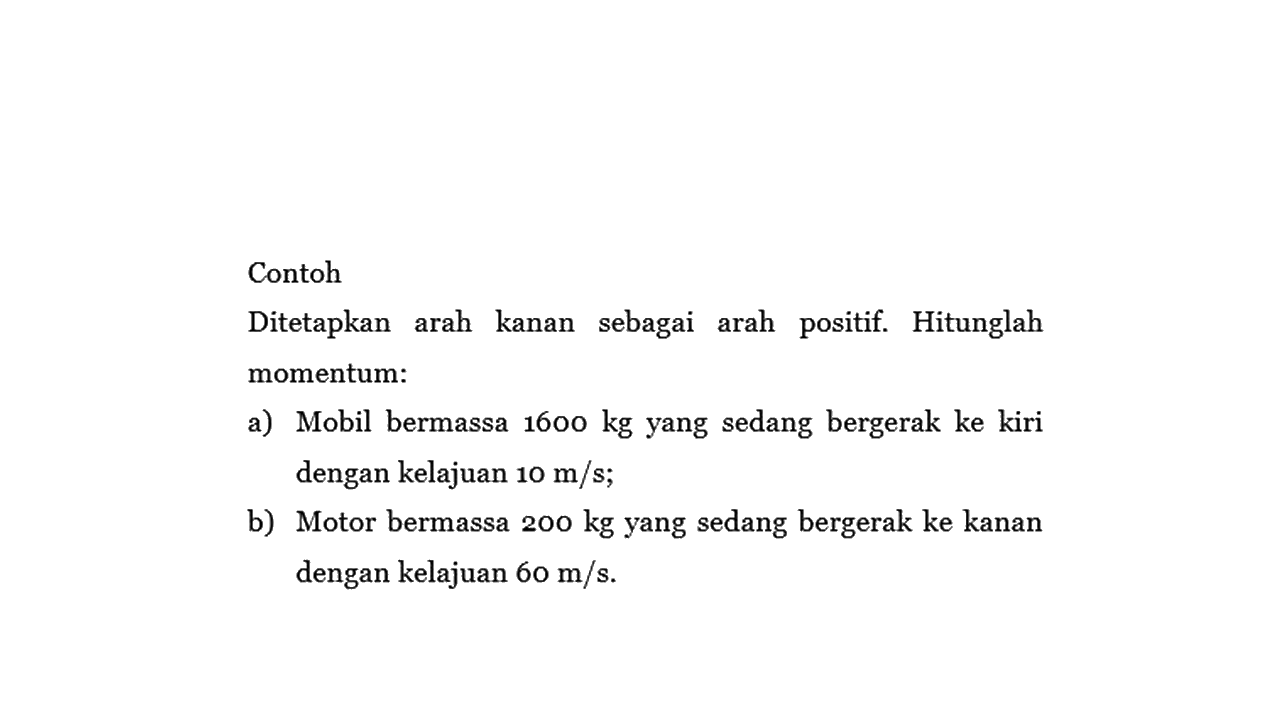 Contoh
Ditetapkan arah kanan sebagai arah positif. Hitunglah
momentum:
a) Mobil bermassa 1600 kg yang sedang bergerak ke kiri
dengan kelajuan 10 m/s;
b) Motor bermassa 200 kg yang sedang bergerak ke kanan
dengan kelajuan 60 m/s.